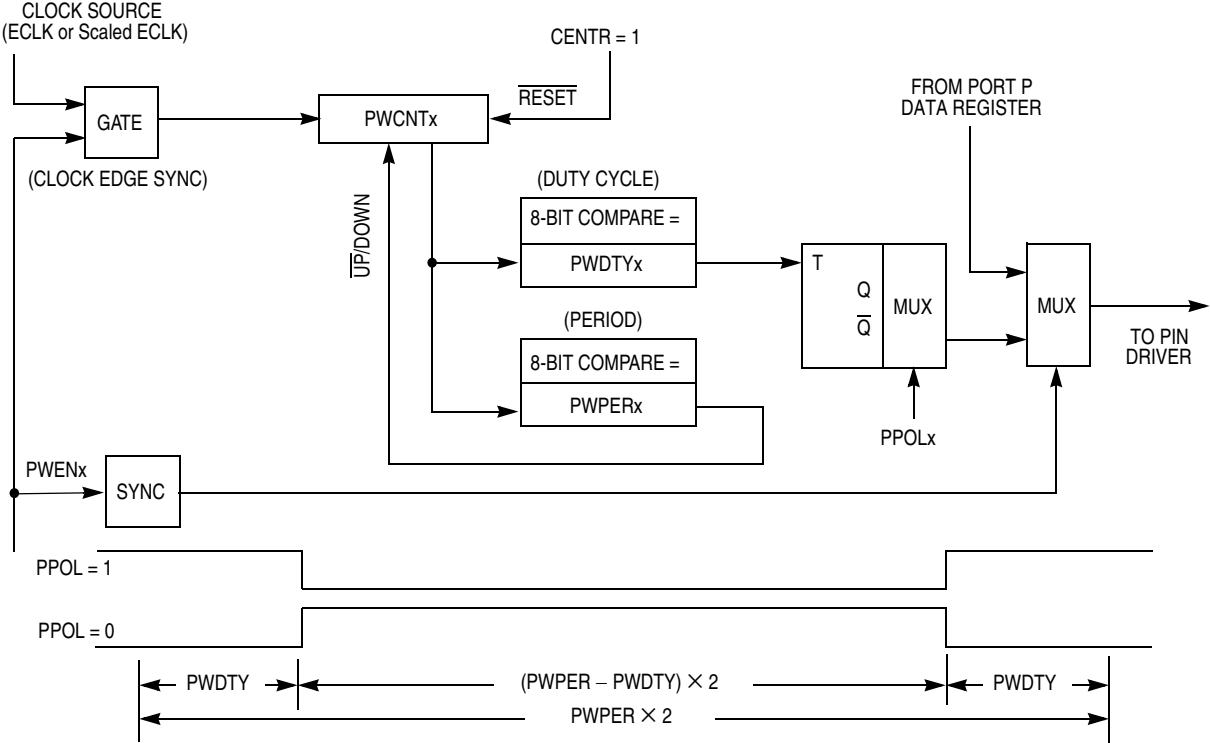 CLOCK SOURCE
(ECLK or Scaled ECLK)
CENTR = 1
RESET
FROM PORT P
DATA REGISTER
GATE
PWCNTx
(CLOCK EDGE SYNC)
UP/DOWN
(DUTY CYCLE)
8-BIT COMPARE =
PWDTYx
T
Q
Q
MUX
MUX
TO PIN
DRIVER
(PERIOD)
8-BIT COMPARE =
PWPERx
PPOLx
PWENx
SYNC
PPOL = 1
PPOL = 0
PWDTY
(PWPER – PWDTY) × 2
PWDTY
PWPER × 2